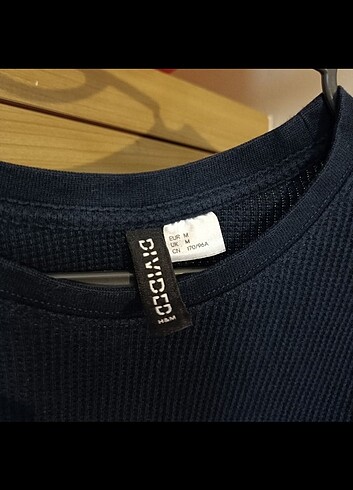 DIVIDED
H&M
EUR M
UK M
CN 170/96A